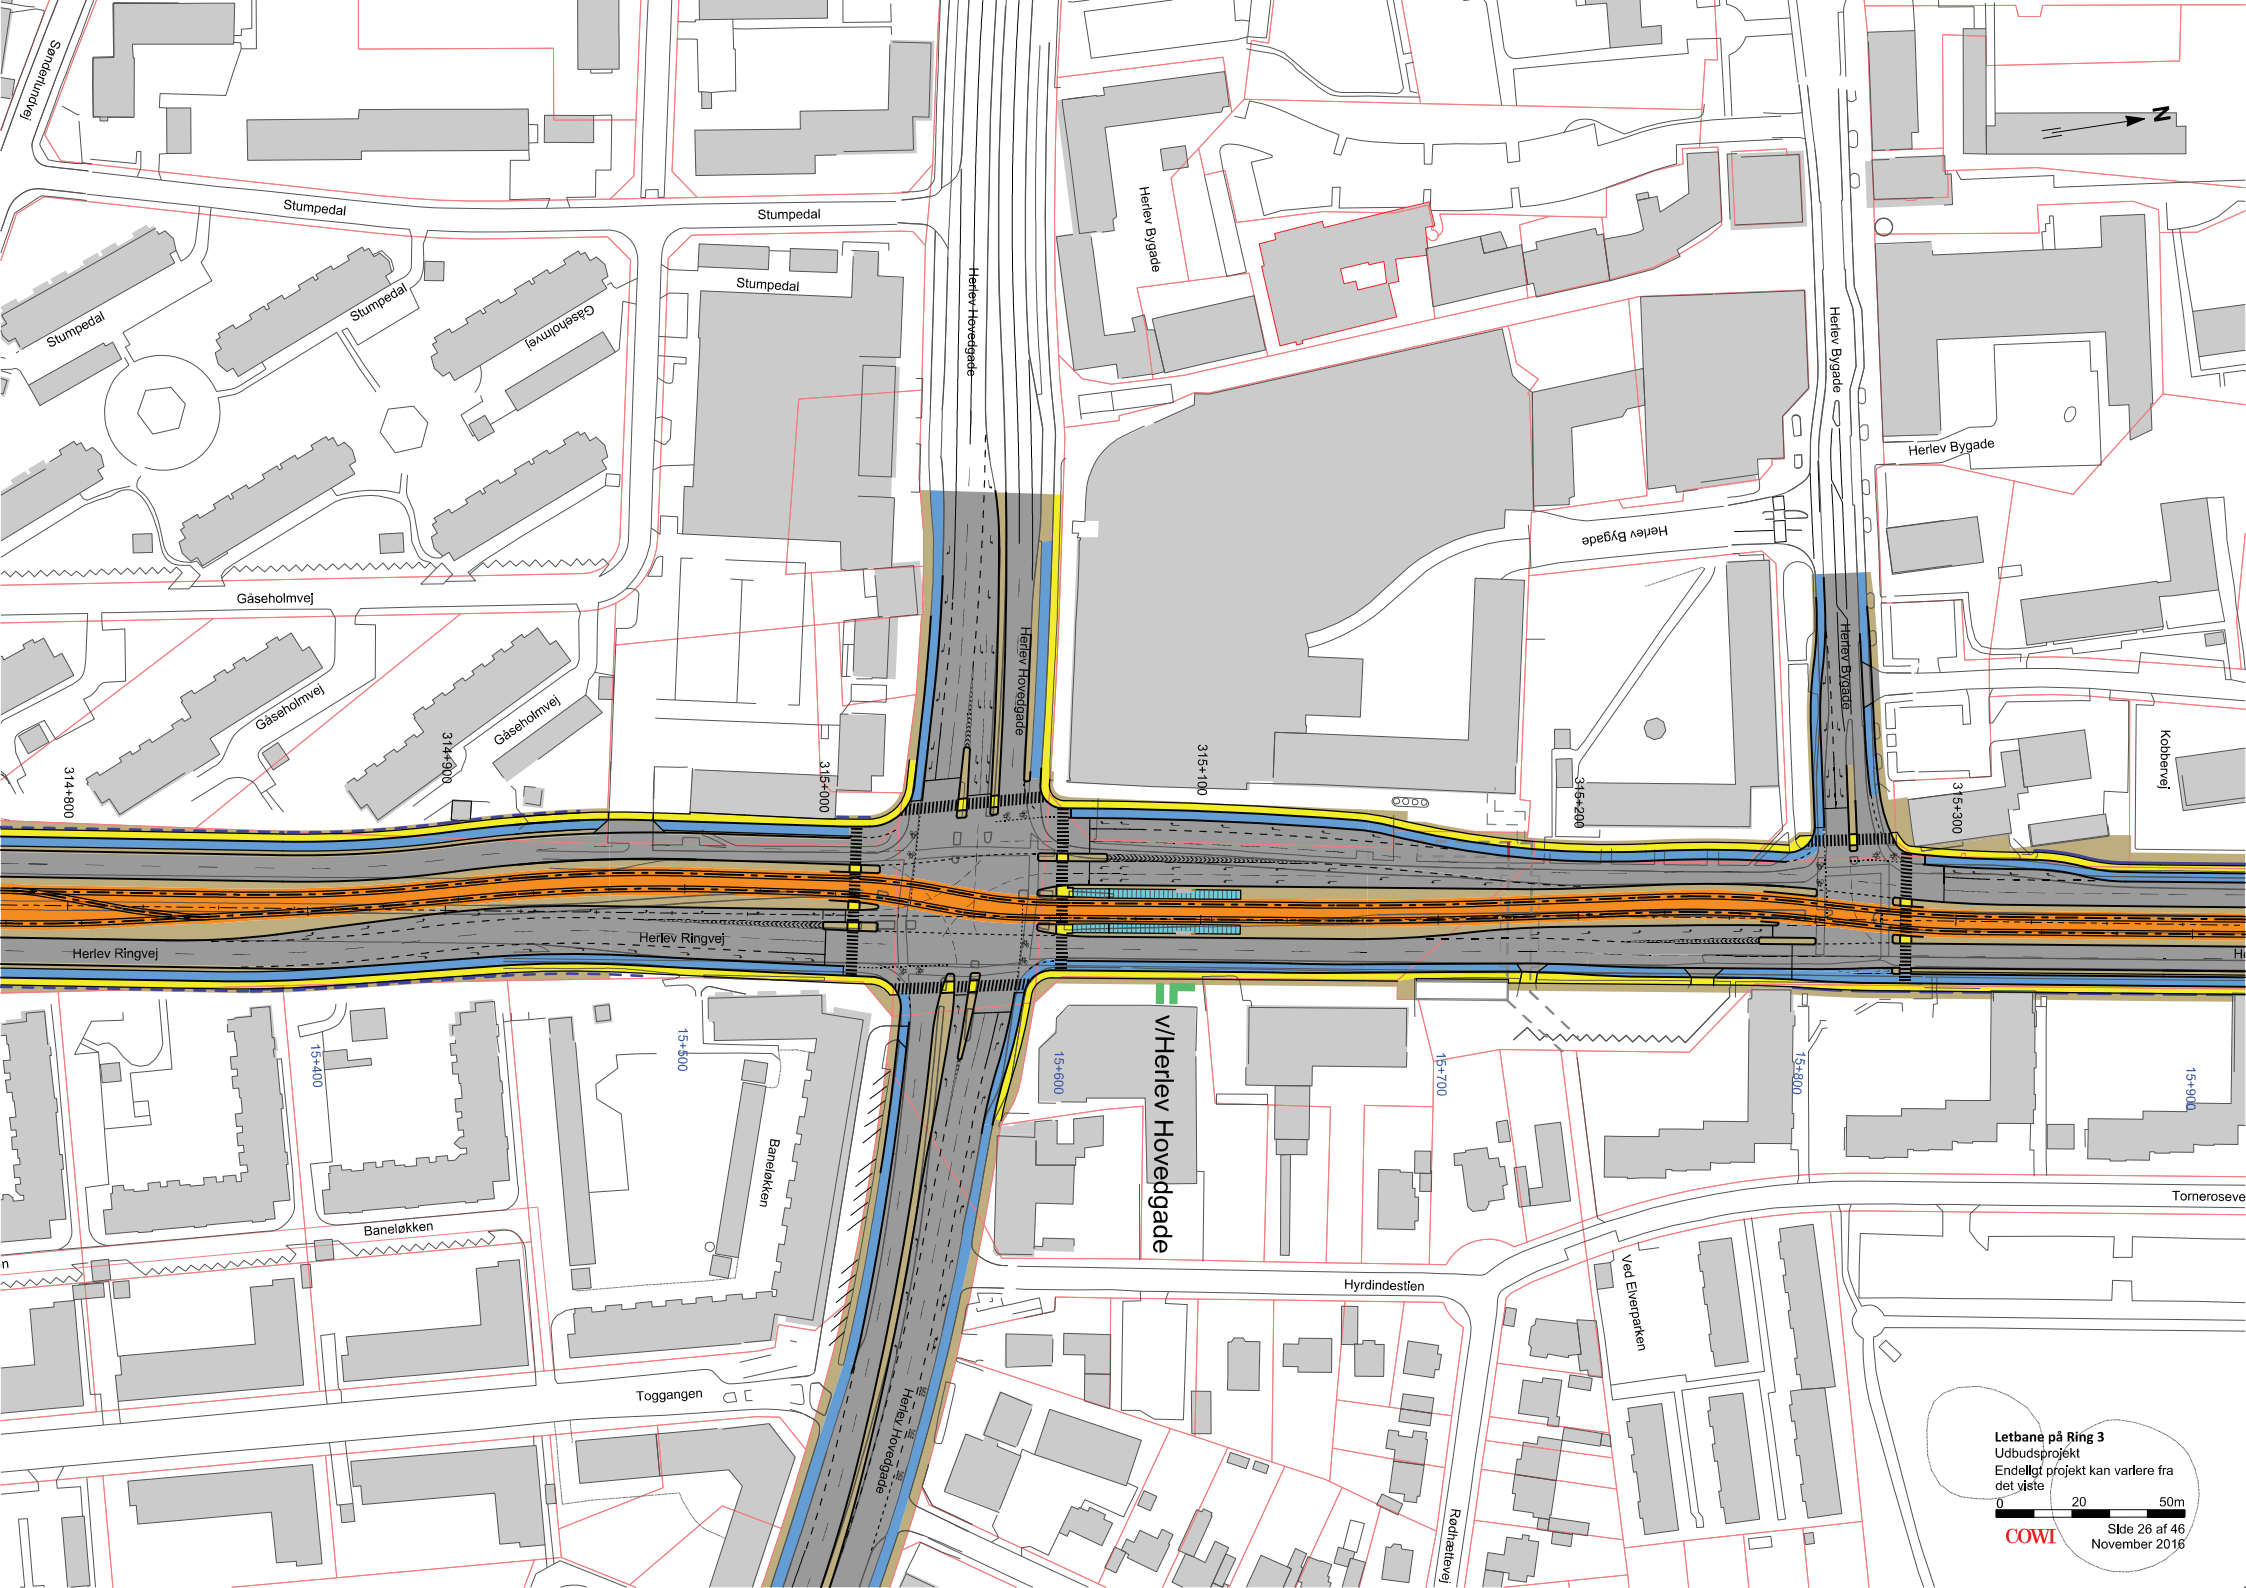 Sønderlundvej
Stumpedal
Stumpedal
Stumpedal
Stumpedal
Stumpedal
Gåseholmvej
Herlev Hovedgade
Herlev Bygade
Herlev Bygade
Herlev Bygade
Herlev Bygade
N
Gåseholmvej
Gåseholmvej
Gåseholmvej
Herlev Hovedgade
Herlev Bygade
Kobbervej
314+800
314+900
315+000
315+100
315+200
315+300
Herlev Ringvej
Herlev Ringvej
He
15+400
15+500
15+600
15+700
15+800
15+900
v/Herlev Hovedgade
Baneløkken
Baneløkken
n
Torneroseve
Hyrdindestien
Ved Elverparken
Toggangen
Herlev Hovedgade
Rødhættevej
Letbane på Ring 3
Udbudsprojekt
Endeligt projekt kan variere fra
det viste
0 20 50m
COWI
Side 26 af 46
November 2016